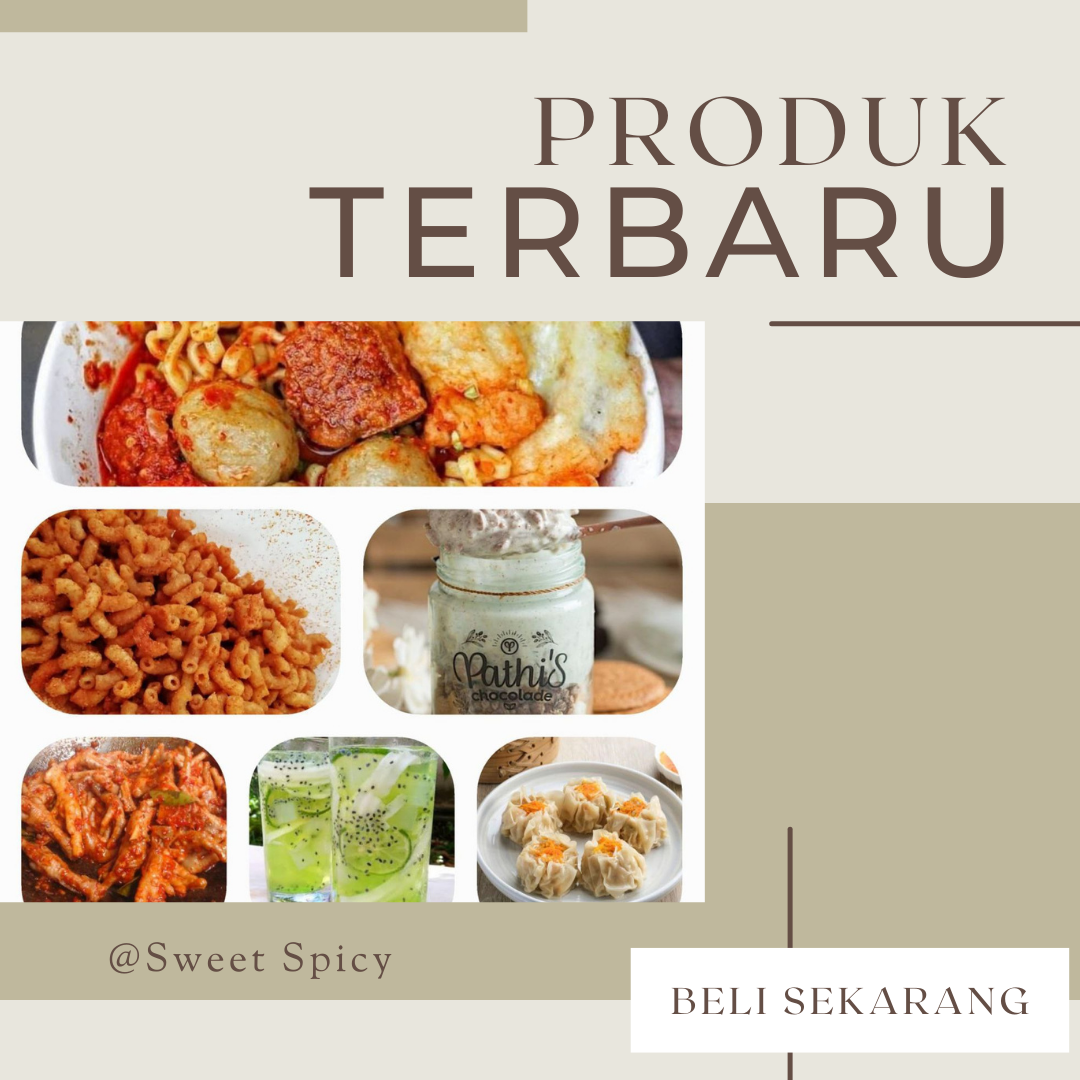 PRODUK
TERBARU
Pathi's
chocolade
@Sweet Spicy
BELI SEKARANG